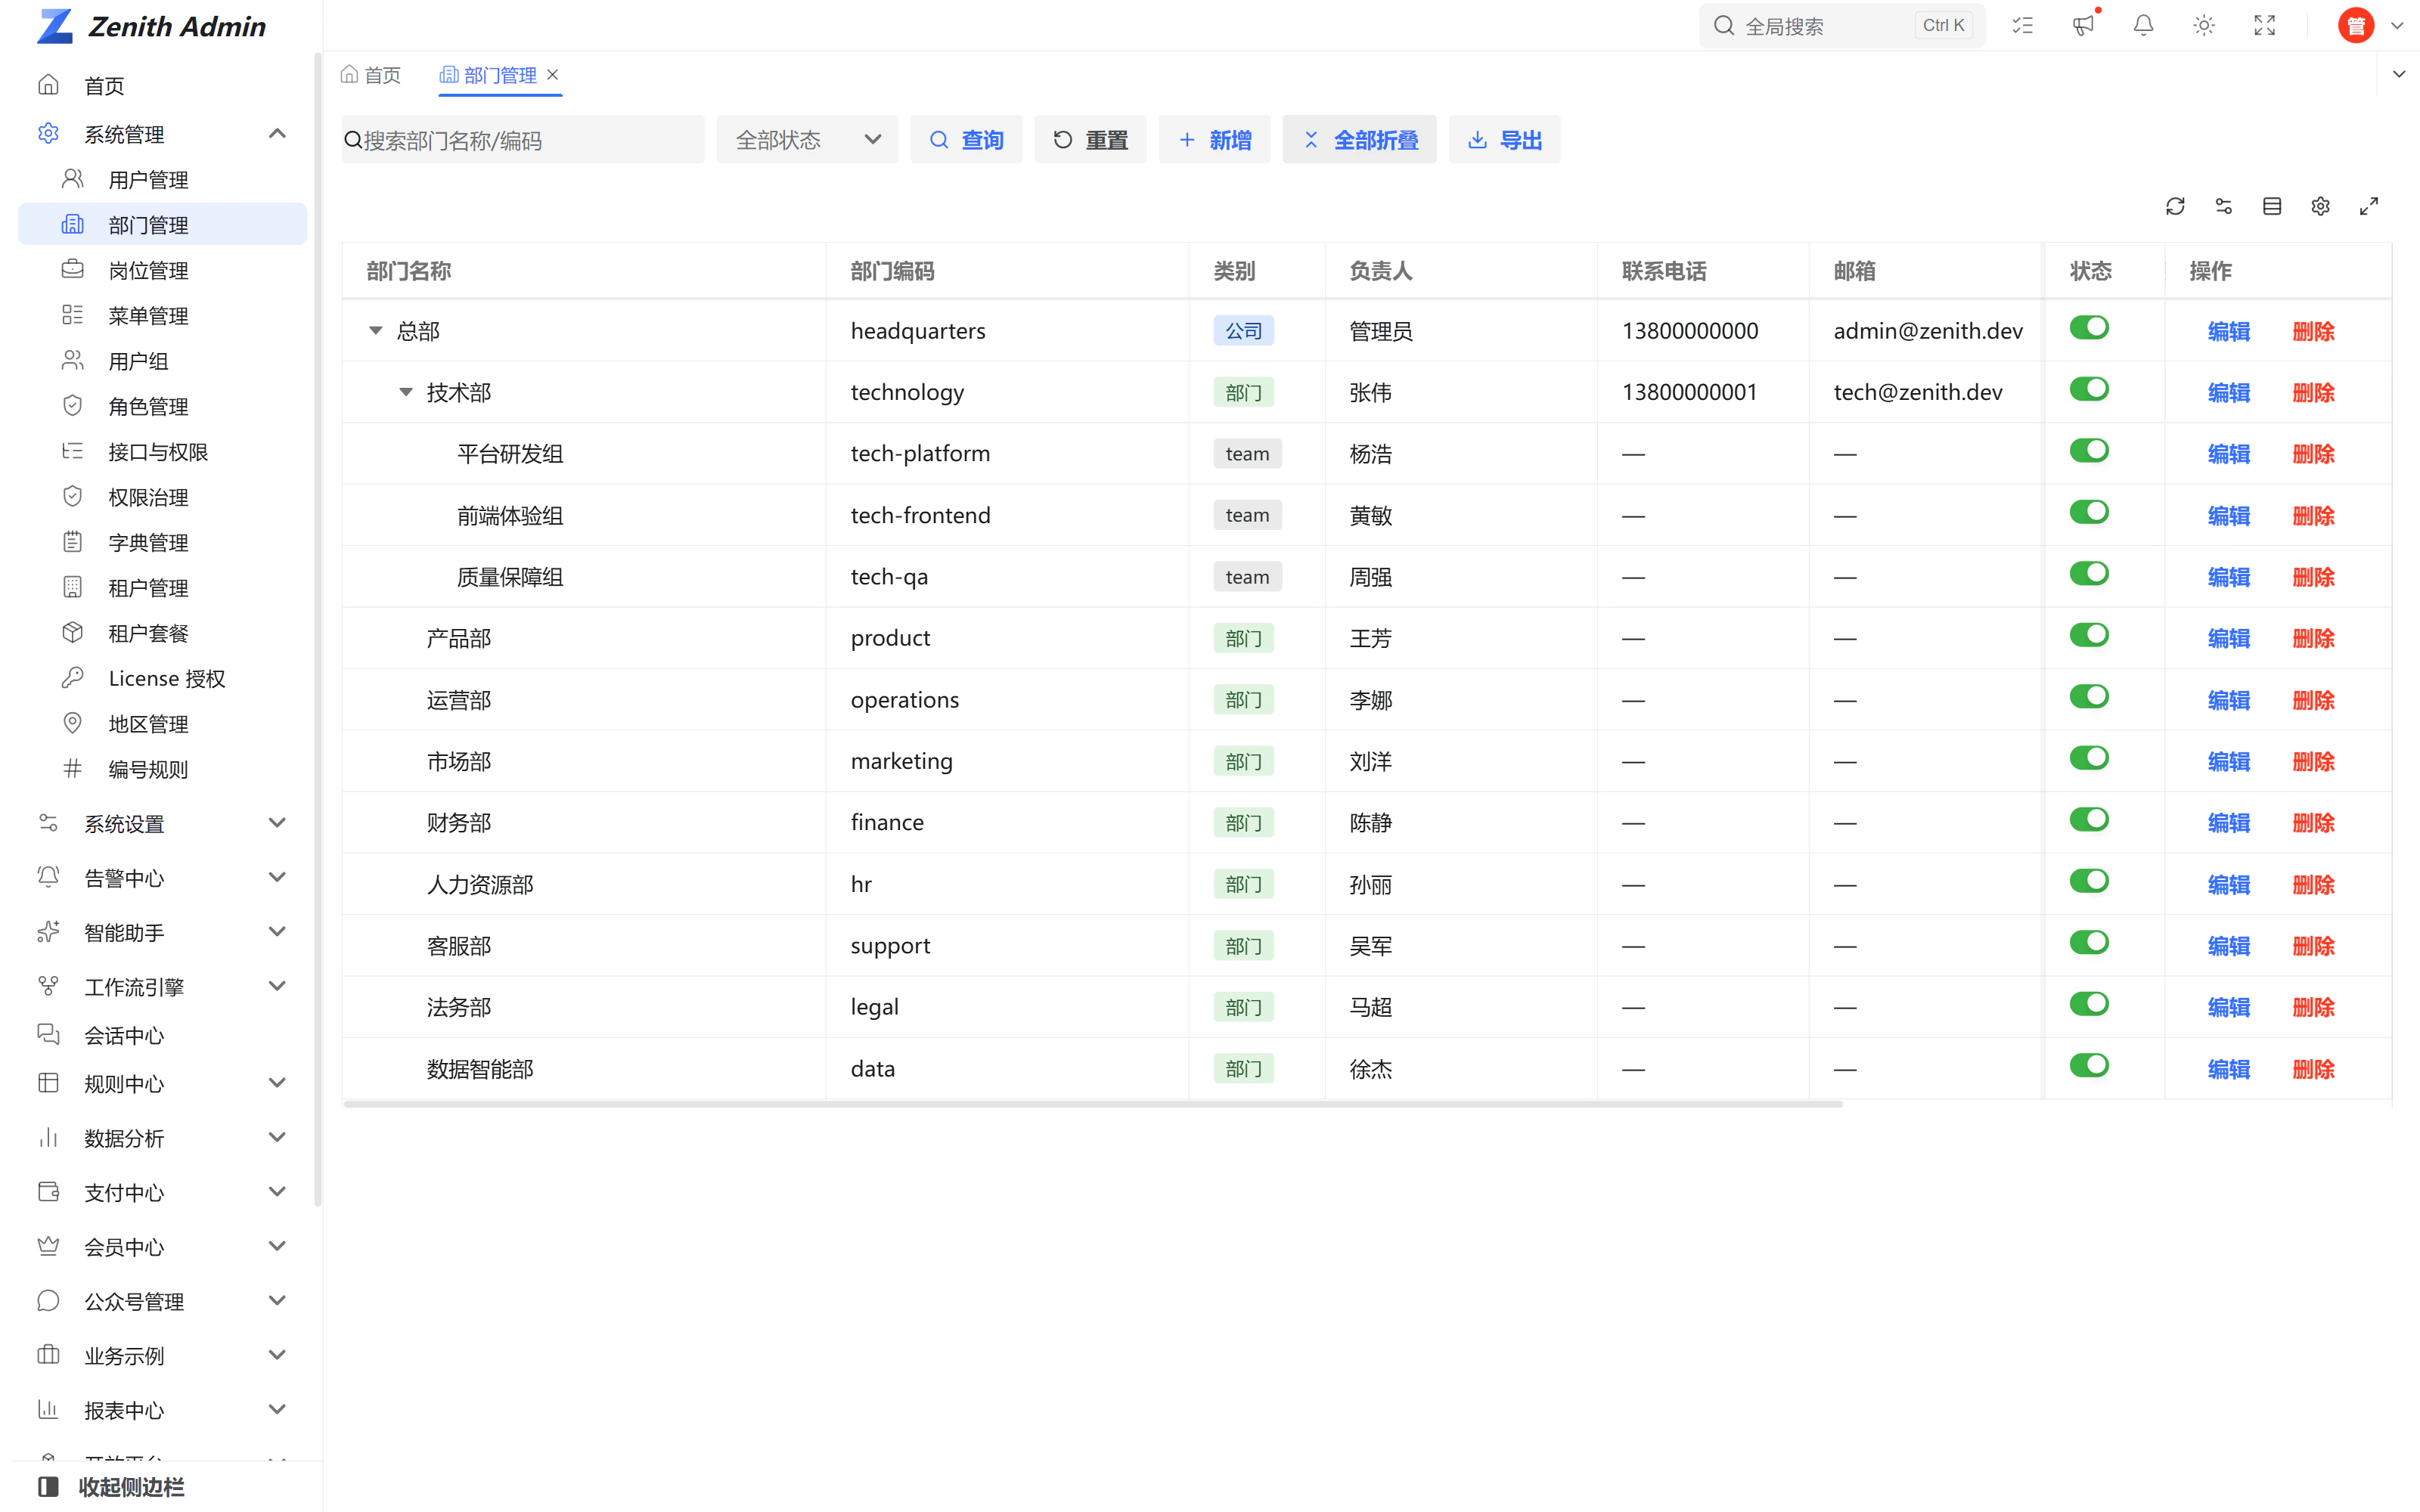 Zenith Admin
全局搜索 Ctrl K 管
首页
系统管理
用户管理
部门管理
岗位管理
菜单管理
用户组
角色管理
接口与权限
权限治理
字典管理
租户管理
租户套餐
License 授权
地区管理
编号规则
系统设置
告警中心
智能助手
工作流引擎
会话中心
规则中心
数据分析
支付中心
会员中心
公众号管理
业务示例
报表中心
收起侧边栏
首页 部门管理
搜索部门名称/编码 全部状态 查询 重置 新增 全部折叠 导出
部门名称 部门编码 类别 负责人 联系电话 邮箱 状态 操作
总部 headquarters 公司 管理员 13800000000 admin@zenith.dev 编辑 删除
技术部 technology 部门 张伟 13800000001 tech@zenith.dev 编辑 删除
平台研发组 tech-platform team 杨浩 — — 编辑 删除
前端体验组 tech-frontend team 黄敏 — — 编辑 删除
质量保障组 tech-qa team 周强 — — 编辑 删除
产品部 product 部门 王芳 — — 编辑 删除
运营部 operations 部门 李娜 — — 编辑 删除
市场部 marketing 部门 刘洋 — — 编辑 删除
财务部 finance 部门 陈静 — — 编辑 删除
人力资源部 hr 部门 孙丽 — — 编辑 删除
客服部 support 部门 吴军 — — 编辑 删除
法务部 legal 部门 马超 — — 编辑 删除
数据智能部 data 部门 徐杰 — — 编辑 删除